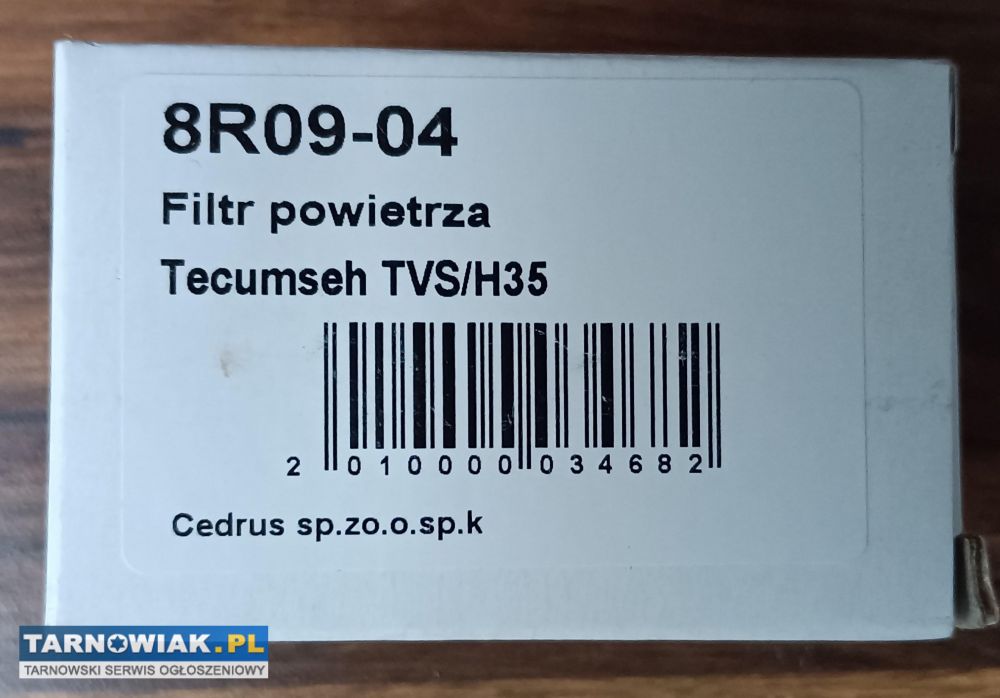 8R09-04
Filtr powietrza
Tecumseh TVS/H35
2 010000 034682
Cedrus sp.zo.o.sp.k
TARNOWIAK.PL
TARNOWSKI SERWIS OGŁOSZENIOWY